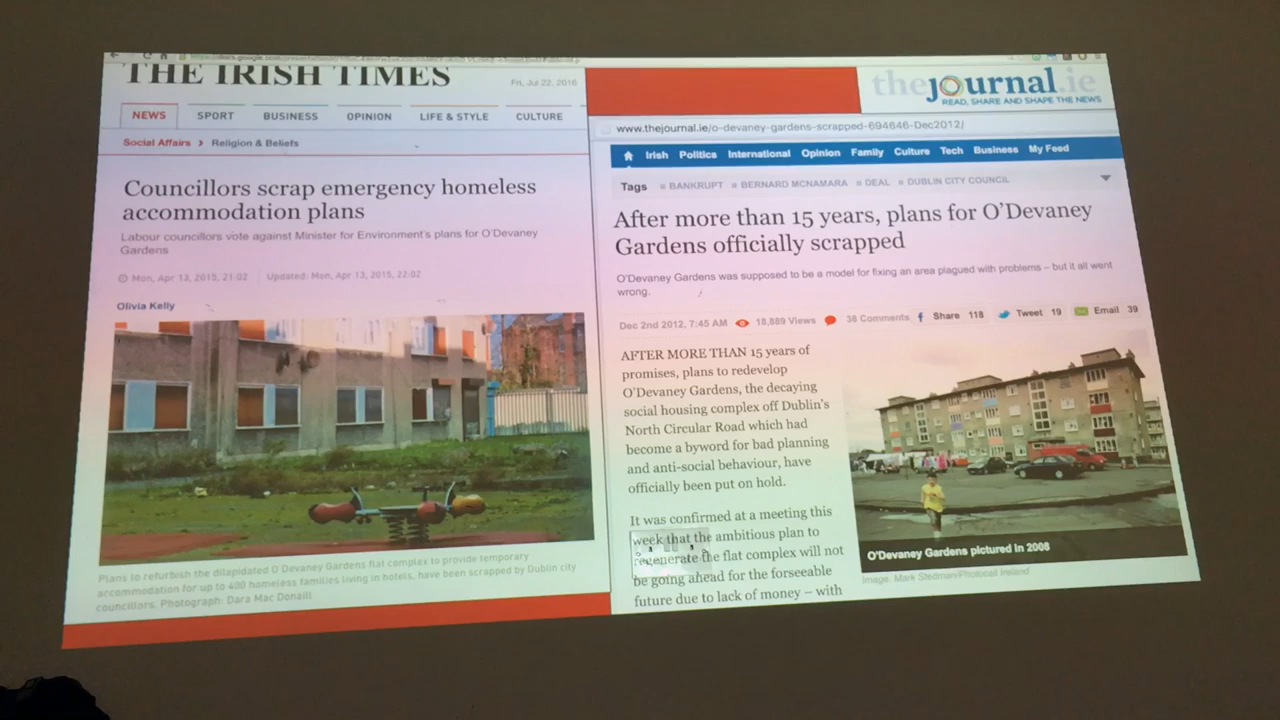 THE IRISH TIMES
Fri, Jul 22, 2016
NEWS SPORT BUSINESS OPINION LIFE & STYLE CULTURE
Social Affairs > Religion & Beliefs
Councillors scrap emergency homeless
accommodation plans
Labour councillors vote against Minister for Environment's plans for O'Devaney
Gardens
Mon, Apr 13, 2015, 21:02 Updated: Mon, Apr 13, 2015, 22:02
Olivia Kelly
Plans to refurbish the dilapidated O Devaney Gardens flat complex to provide temporary
accommodation for up to 400 homeless families living in hotels, have been scrapped by Dublin city
councillors. Photograph: Dara Mac Donaill
thejournal.ie
READ, SHARE AND SHAPE THE NEWS
www.thejournal.ie/o-devaney-gardens-scrapped-694646-Dec2012/
Irish Politics International Opinion Family Culture Tech Business My Feed
Tags » BANKRUPT » BERNARD MCNAMARA » DEAL » DUBLIN CITY COUNCIL
After more than 15 years, plans for O'Devaney
Gardens officially scrapped
O'Devaney Gardens was supposed to be a model for fixing an area plagued with problems – but it all went
wrong.
Dec 2nd 2012, 7:45 AM 18,889 Views 38 Comments Share 118 Tweet 19 Email 39
AFTER MORE THAN 15 years of
promises, plans to redevelop
O'Devaney Gardens, the decaying
social housing complex off Dublin's
North Circular Road which had
become a byword for bad planning
and anti-social behaviour, have
officially been put on hold.
It was confirmed at a meeting this
week that the ambitious plan to
regenerate the flat complex will not
be going ahead for the forseeable
future due to lack of money – with
O'Devaney Gardens pictured in 2008
Image: Mark Stedman/Photocall Ireland